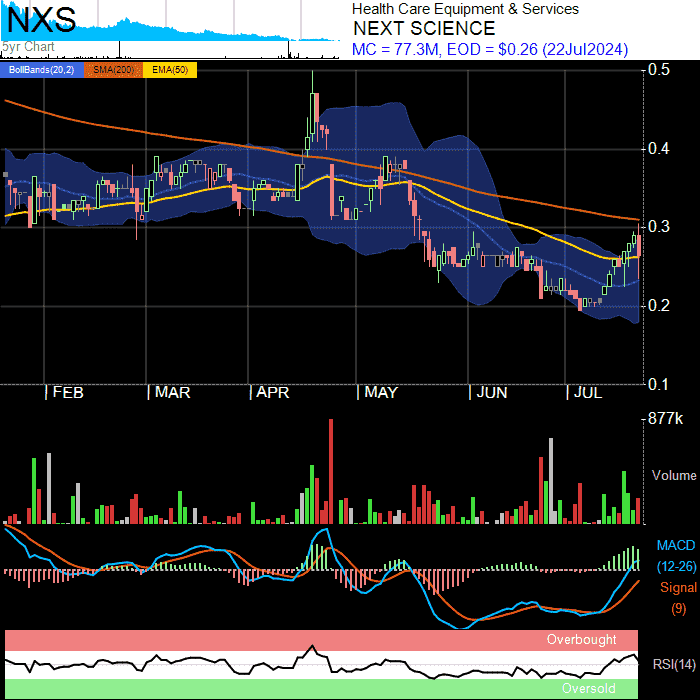 NXS
5yr Chart
Health Care Equipment & Services
NEXT SCIENCE
MC = 77.3M, EOD = $0.26 (22Jul2024)
BollBands(20,2) SMA(200) EMA(50)
0.5
0.4
0.3
0.2
0.1
FEB MAR APR MAY JUN JUL
877k
Volume
MACD
(12-26)
Signal
(9)
Overbought
RSI(14)
Oversold